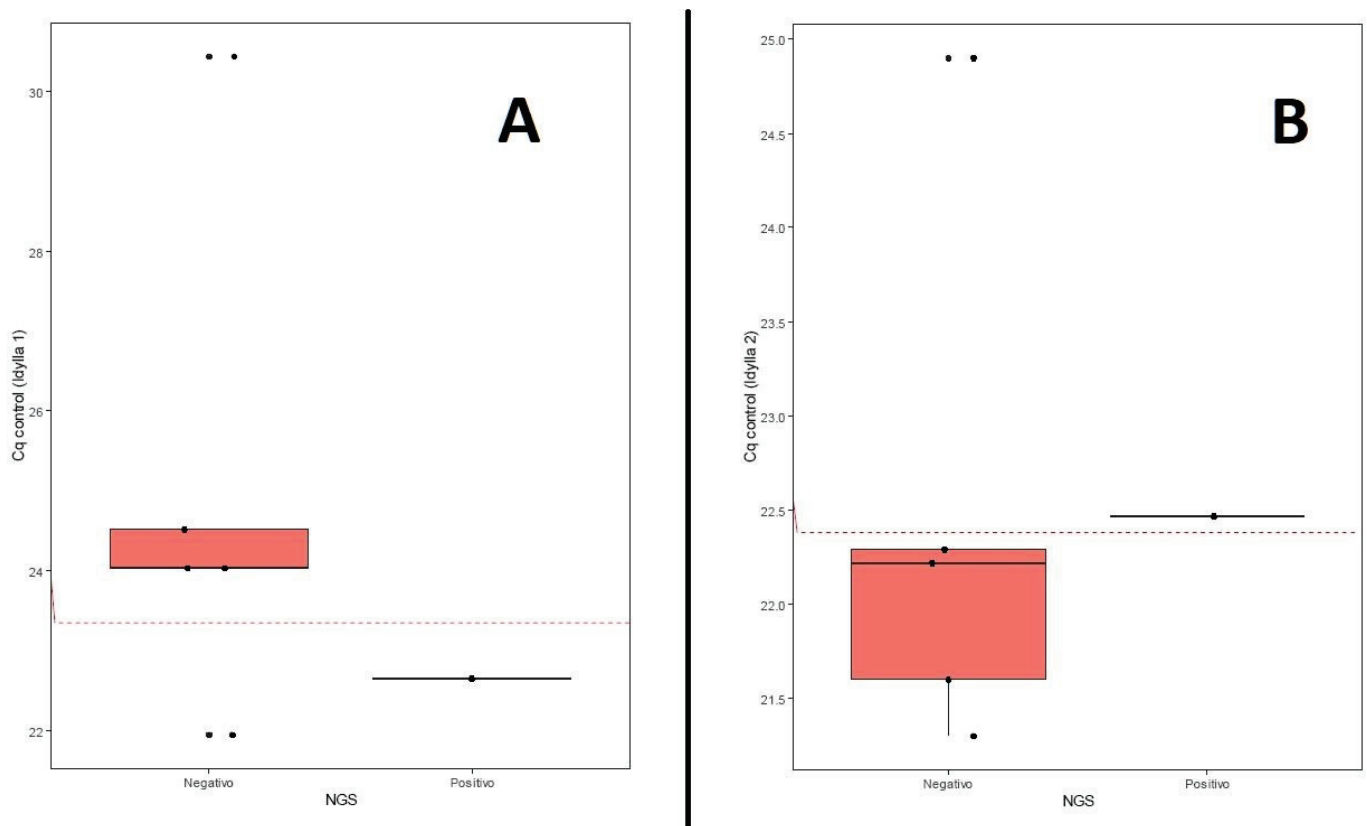 A
Cq control (Idylla 1)
30
28
26
24
22
Negativo
Positivo
NGS
B
Cq control (Idylla 2)
25.0
24.5
24.0
23.5
23.0
22.5
22.0
21.5
Negativo
Positivo
NGS